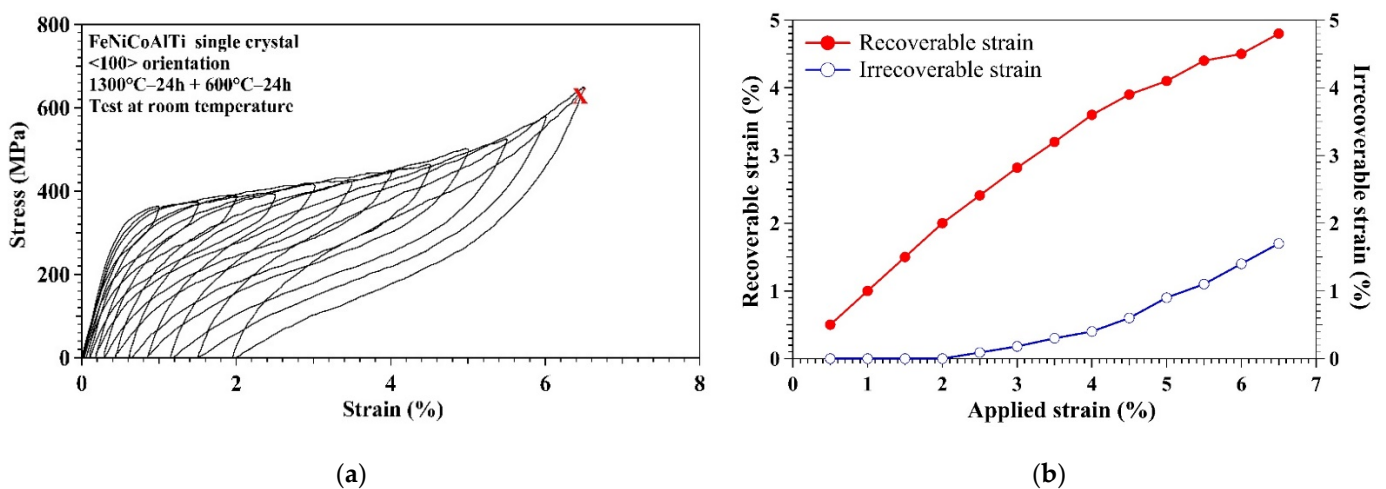 800
600
400
200
0
Stress (MPa)
FeNiCoAlTi single crystal
<100> orientation
1300°C–24h + 600°C–24h
Test at room temperature
X
0
2
4
6
8
Strain (%)
(a)
5
4
3
2
1
0
Recoverable strain (%)
Recoverable strain
Irrecoverable strain
5
4
3
2
1
0
Irrecoverable strain (%)
0
1
2
3
4
5
6
7
Applied strain (%)
(b)